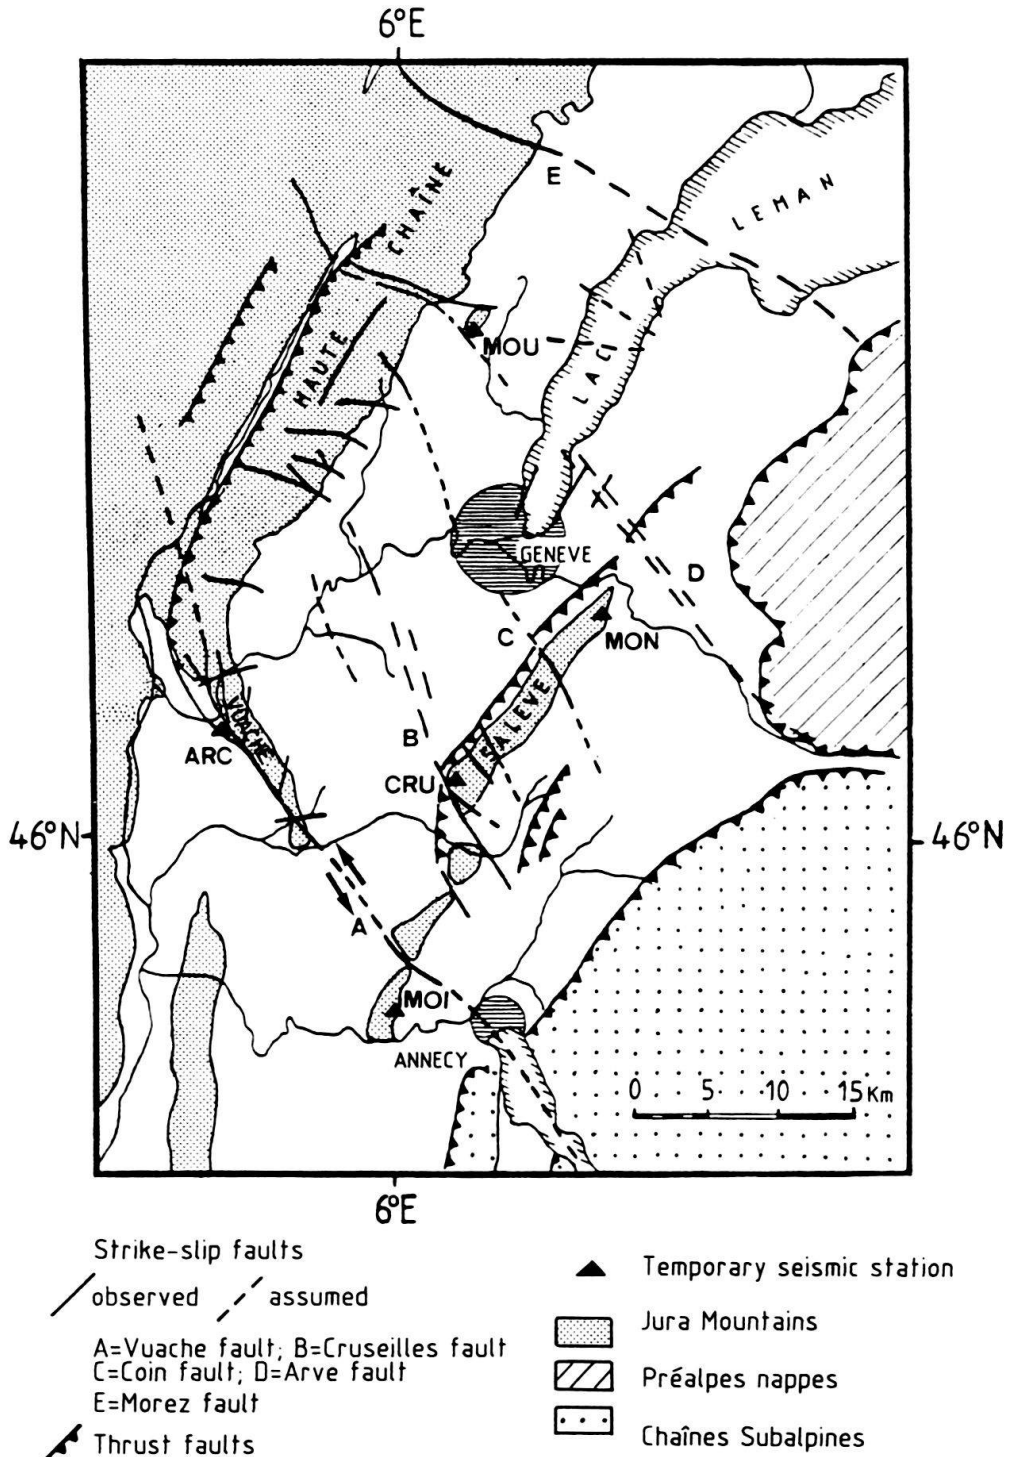 6°E
CHAÎNE
E
LEMAN
HAUTE
MOU
LAC
GENEVE
D
C
MON
VUACHE
SALEVE
ARC
B
CRU
46°N
46°N
A
MOI
ANNECY
0 5 10 15 Km
6°E
Strike-slip faults
observed assumed
A=Vuache fault; B=Cruseilles fault
C=Coin fault; D=Arve fault
E=Morez fault
Thrust faults
Temporary seismic station
Jura Mountains
Préalpes nappes
Chaînes Subalpines